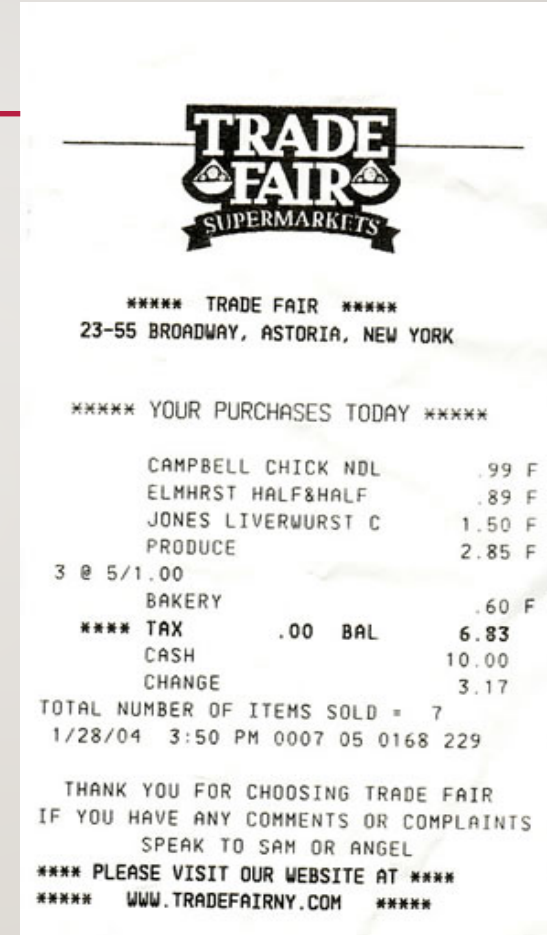 TRADE
FAIR
SUPERMARKETS
***** TRADE FAIR *****
23-55 BROADWAY, ASTORIA, NEW YORK
***** YOUR PURCHASES TODAY *****
CAMPBELL CHICK NDL .99 F
ELMHRST HALF&HALF .89 F
JONES LIVERWURST C 1.50 F
PRODUCE 2.85 F
3 @ 5/1.00
BAKERY .60 F
**** TAX .00 BAL 6.83
CASH 10.00
CHANGE 3.17
TOTAL NUMBER OF ITEMS SOLD = 7
1/28/04 3:50 PM 0007 05 0168 229
THANK YOU FOR CHOOSING TRADE FAIR
IF YOU HAVE ANY COMMENTS OR COMPLAINTS
SPEAK TO SAM OR ANGEL
**** PLEASE VISIT OUR WEBSITE AT ****
***** WWW.TRADEFAIRNY.COM *****